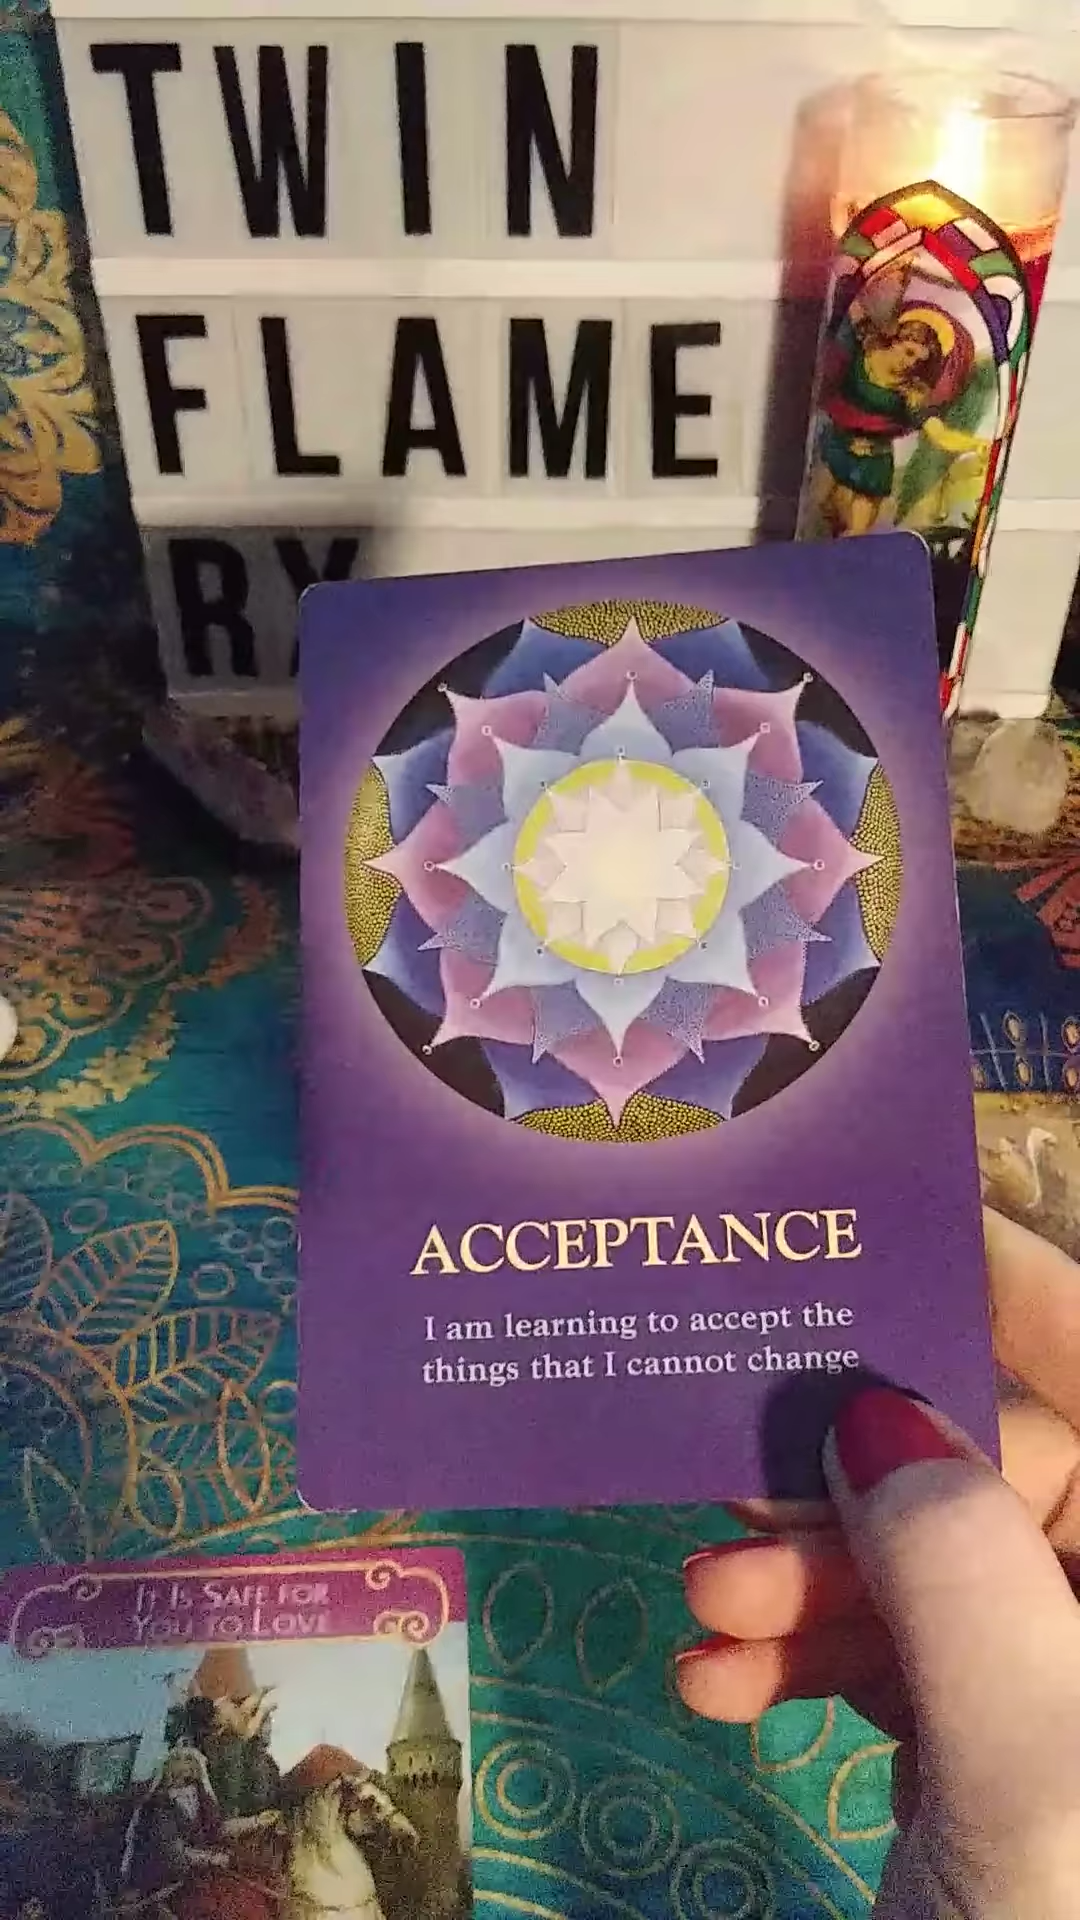 TWIN
FLAME
RX
ACCEPTANCE
I am learning to accept the
things that I cannot change
IT IS SAFE FOR
YOU TO LOVE